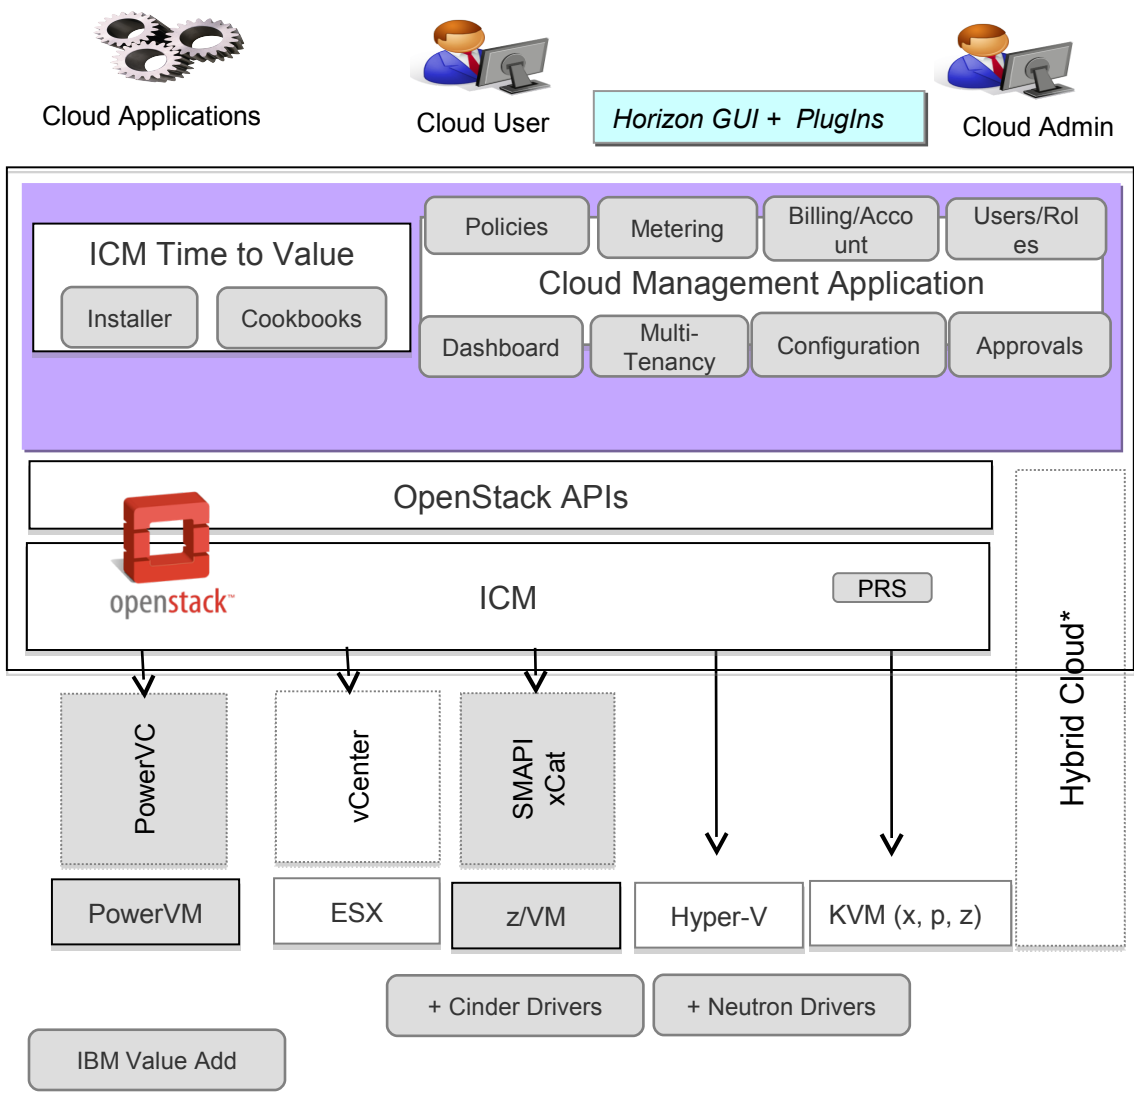 Cloud Applications
Cloud User
Horizon GUI + PlugIns
Cloud Admin
ICM Time to Value
Installer
Cookbooks
Policies
Metering
Billing/Acco
unt
Users/Rol
es
Cloud Management Application
Dashboard
Multi-
Tenancy
Configuration
Approvals
OpenStack APIs
openstack™
ICM
PRS
Hybrid Cloud*
PowerVC
vCenter
SMAPI
xCat
PowerVM
ESX
z/VM
Hyper-V
KVM (x, p, z)
+ Cinder Drivers
+ Neutron Drivers
IBM Value Add